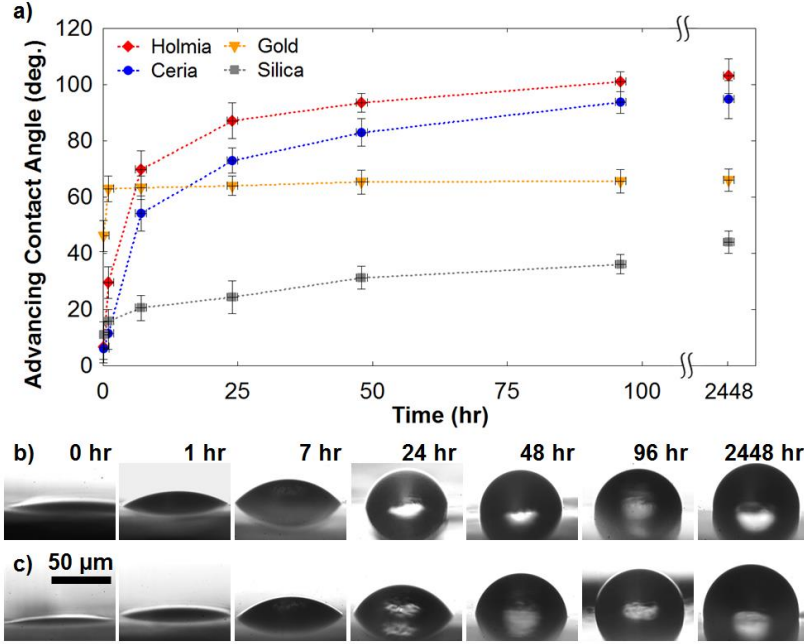 a)
120
100
80
60
40
20
0
Advancing Contact Angle (deg.)
Holmia
Gold
Ceria
Silica
0
25
50
75
100
2448
Time (hr)
b)
0 hr
1 hr
7 hr
24 hr
48 hr
96 hr
2448 hr
c)
50 µm